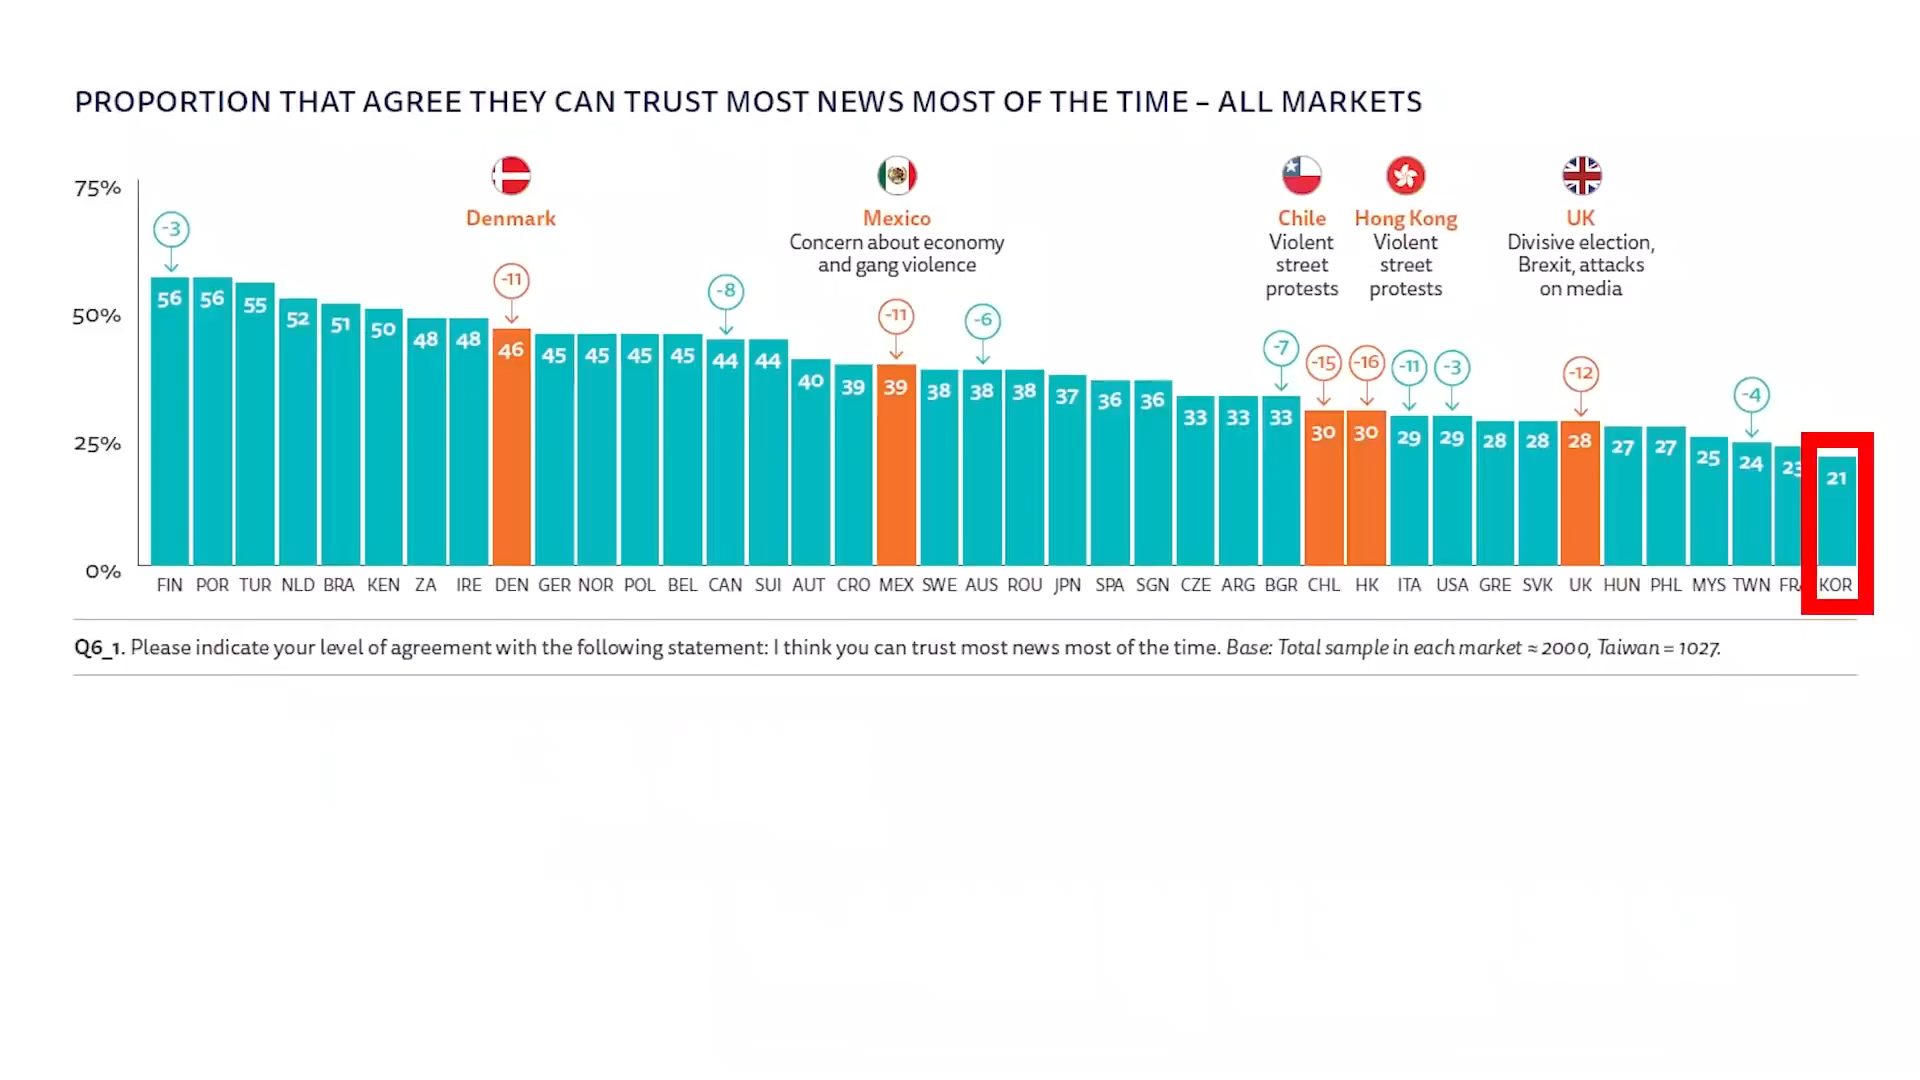 PROPORTION THAT AGREE THEY CAN TRUST MOST NEWS MOST OF THE TIME – ALL MARKETS
75%
50%
25%
0%
Denmark
Mexico
Concern about economy
and gang violence
Chile
Violent
street
protests
Hong Kong
Violent
street
protests
UK
Divisive election,
Brexit, attacks
on media
-3 -11 -8 -11 -6 -7 -15 -16 -11 -3 -12 -4
56 56 55 52 51 50 48 48 46 45 45 45 45 44 44 40 39 39 38 38 38 37 36 36 33 33 33 30 30 29 29 28 28 28 27 27 25 24 23 21
FIN POR TUR NLD BRA KEN ZA IRE DEN GER NOR POL BEL CAN SUI AUT CRO MEX SWE AUS ROU JPN SPA SGN CZE ARG BGR CHL HK ITA USA GRE SVK UK HUN PHL MYS TWN FRA KOR
Q6_1. Please indicate your level of agreement with the following statement: I think you can trust most news most of the time. Base: Total sample in each market ≈ 2000, Taiwan = 1027.